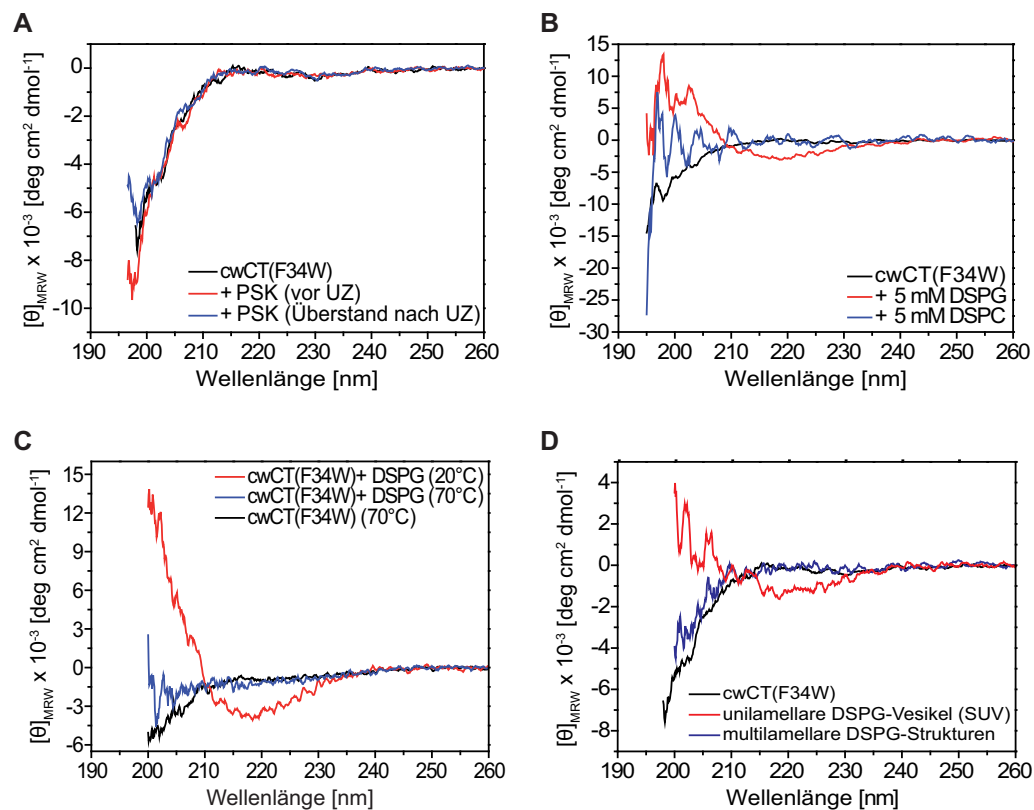 A
[θ]MRW x 10⁻³ [deg cm² dmol⁻¹]
0
-2
-4
-6
-8
-10
cwCT(F34W)
+ PSK (vor UZ)
+ PSK (Überstand nach UZ)
190 200 210 220 230 240 250 260
Wellenlänge [nm]
B
[θ]MRW x 10⁻³ [deg cm² dmol⁻¹]
15
10
5
0
-5
-10
-15
-20
-25
-30
cwCT(F34W)
+ 5 mM DSPG
+ 5 mM DSPC
190 200 210 220 230 240 250 260
Wellenlänge [nm]
C
[θ]MRW x 10⁻³ [deg cm² dmol⁻¹]
15
12
9
6
3
0
-3
-6
cwCT(F34W)+ DSPG (20°C)
cwCT(F34W)+ DSPG (70°C)
cwCT(F34W) (70°C)
190 200 210 220 230 240 250 260
Wellenlänge [nm]
D
[θ]MRW x 10⁻³ [deg cm² dmol⁻¹]
4
2
0
-2
-4
-6
-8
cwCT(F34W)
unilamellare DSPG-Vesikel (SUV)
multilamellare DSPG-Strukturen
190 200 210 220 230 240 250 260
Wellenlänge [nm]